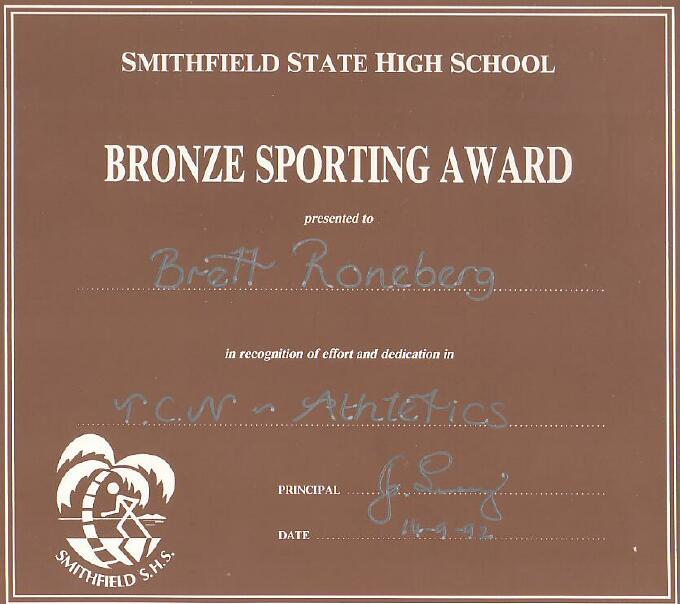 SMITHFIELD STATE HIGH SCHOOL
BRONZE SPORTING AWARD
presented to
Brett Roneberg
in recognition of effort and dedication in
T.C.N ~ Athletics
PRINCIPAL
DATE 14-9-92
SMITHFIELD S.H.S.